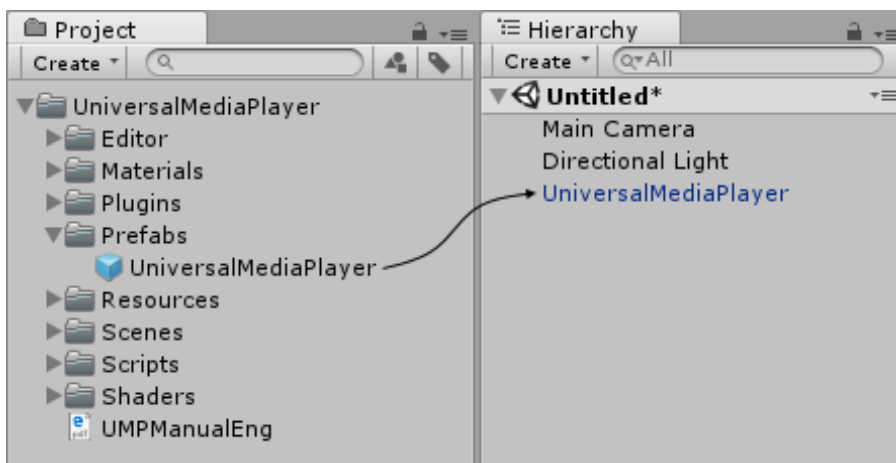 Project
Create
UniversalMediaPlayer
Editor
Materials
Plugins
Prefabs
UniversalMediaPlayer
Resources
Scenes
Scripts
Shaders
UMPManualEng
Hierarchy
Create All
Untitled*
Main Camera
Directional Light
UniversalMediaPlayer